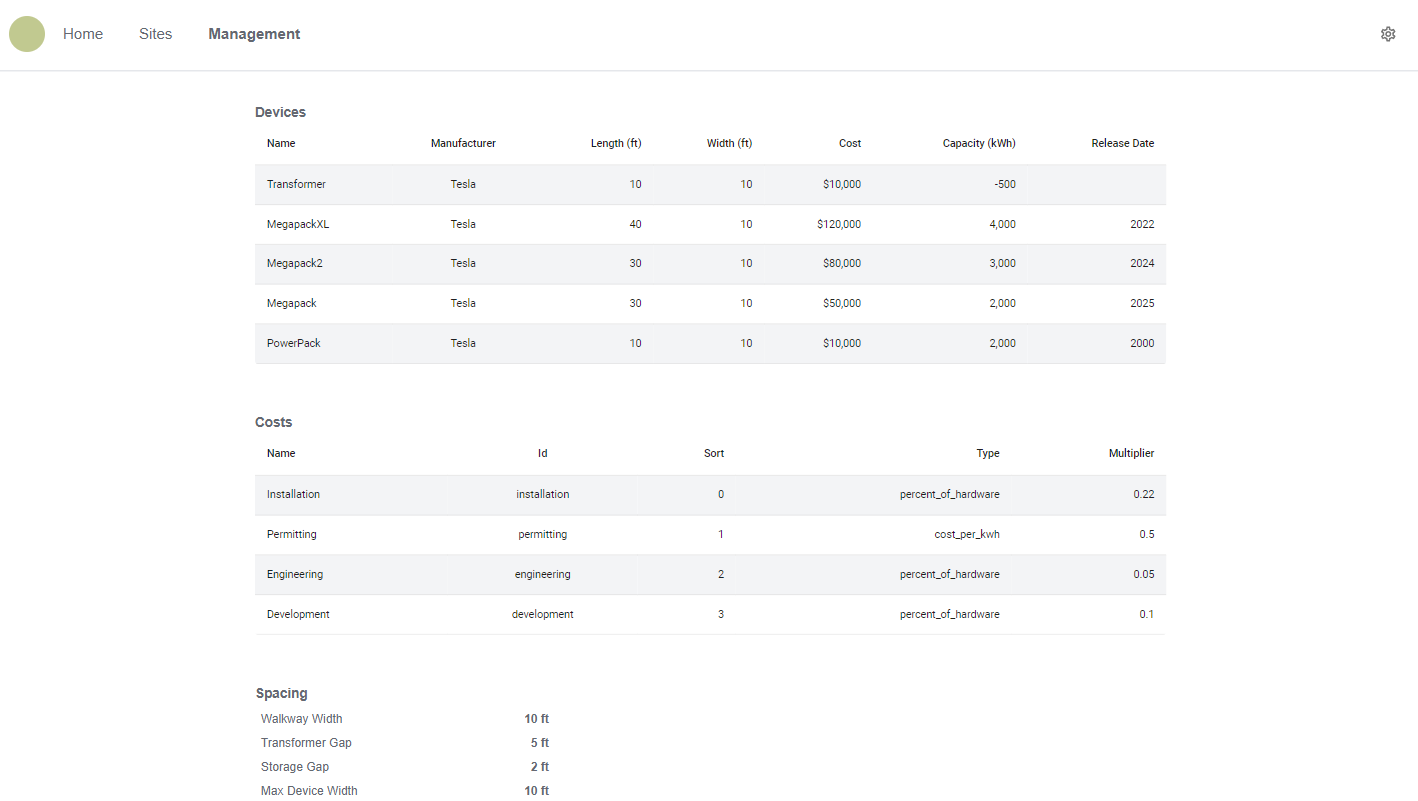 Home Sites Management
Devices
Name Manufacturer Length (ft) Width (ft) Cost Capacity (kWh) Release Date
Transformer Tesla 10 10 $10,000 -500
MegapackXL Tesla 40 10 $120,000 4,000 2022
Megapack2 Tesla 30 10 $80,000 3,000 2024
Megapack Tesla 30 10 $50,000 2,000 2025
PowerPack Tesla 10 10 $10,000 2,000 2000
Costs
Name Id Sort Type Multiplier
Installation installation 0 percent_of_hardware 0.22
Permitting permitting 1 cost_per_kwh 0.5
Engineering engineering 2 percent_of_hardware 0.05
Development development 3 percent_of_hardware 0.1
Spacing
Walkway Width 10 ft
Transformer Gap 5 ft
Storage Gap 2 ft
Max Device Width 10 ft